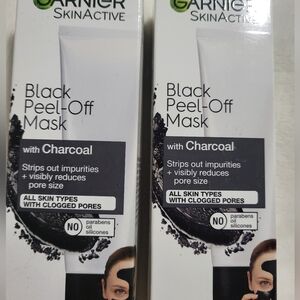 GARNIER
SKINACTIVE
Black
Peel-Off
Mask
with Charcoal
Strips out impurities
+ visibly reduces
pore size
ALL SKIN TYPES
WITH CLOGGED PORES
NO
parabens
oil
silicones
GARNIER
SKINACTIVE
Black
Peel-Off
Mask
with Charcoal
Strips out impurities
+ visibly reduces
pore size
ALL SKIN TYPES
WITH CLOGGED PORES
NO
parabens
oil
silicones